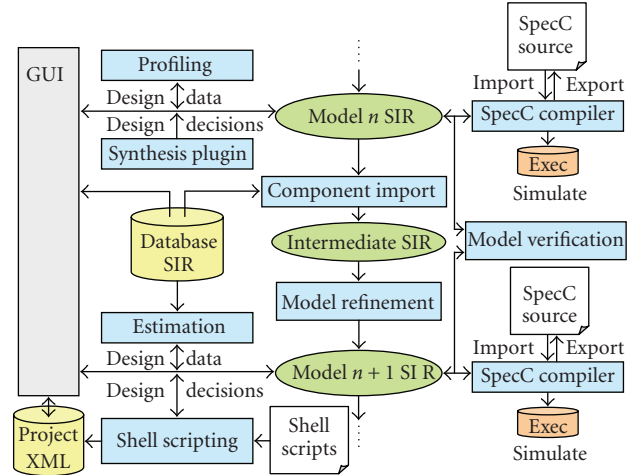 GUI
Profiling
Design data
Design decisions
Synthesis plugin
Model n SIR
SpecC
source
Import
Export
SpecC compiler
Exec
Simulate
Component import
Database
SIR
Intermediate SIR
Model verification
Model refinement
Estimation
Design data
Design decisions
Model n + 1 SI R
SpecC
source
Import
Export
SpecC compiler
Exec
Simulate
Project
XML
Shell scripting
Shell
scripts